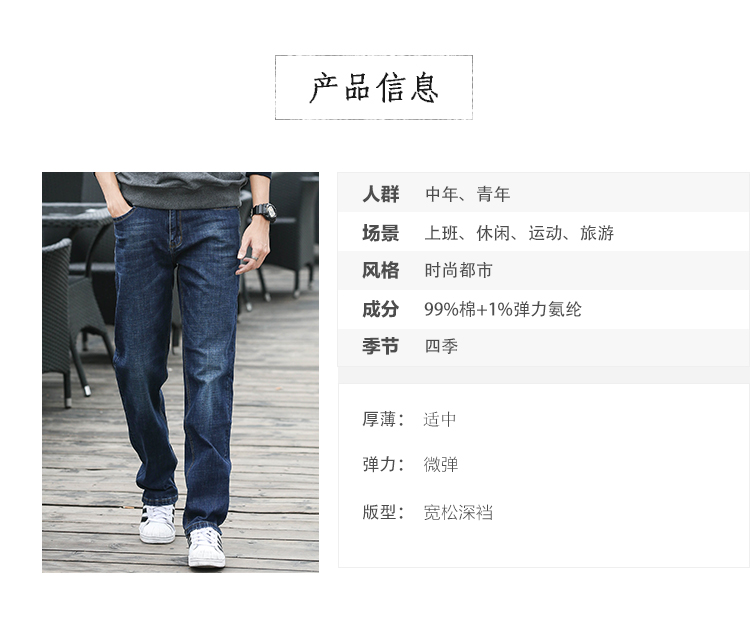 产品信息
人群 中年、青年
场景 上班、休闲、运动、旅游
风格 时尚都市
成分 99%棉+1%弹力氨纶
季节 四季
厚薄： 适中
弹力： 微弹
版型： 宽松深裆